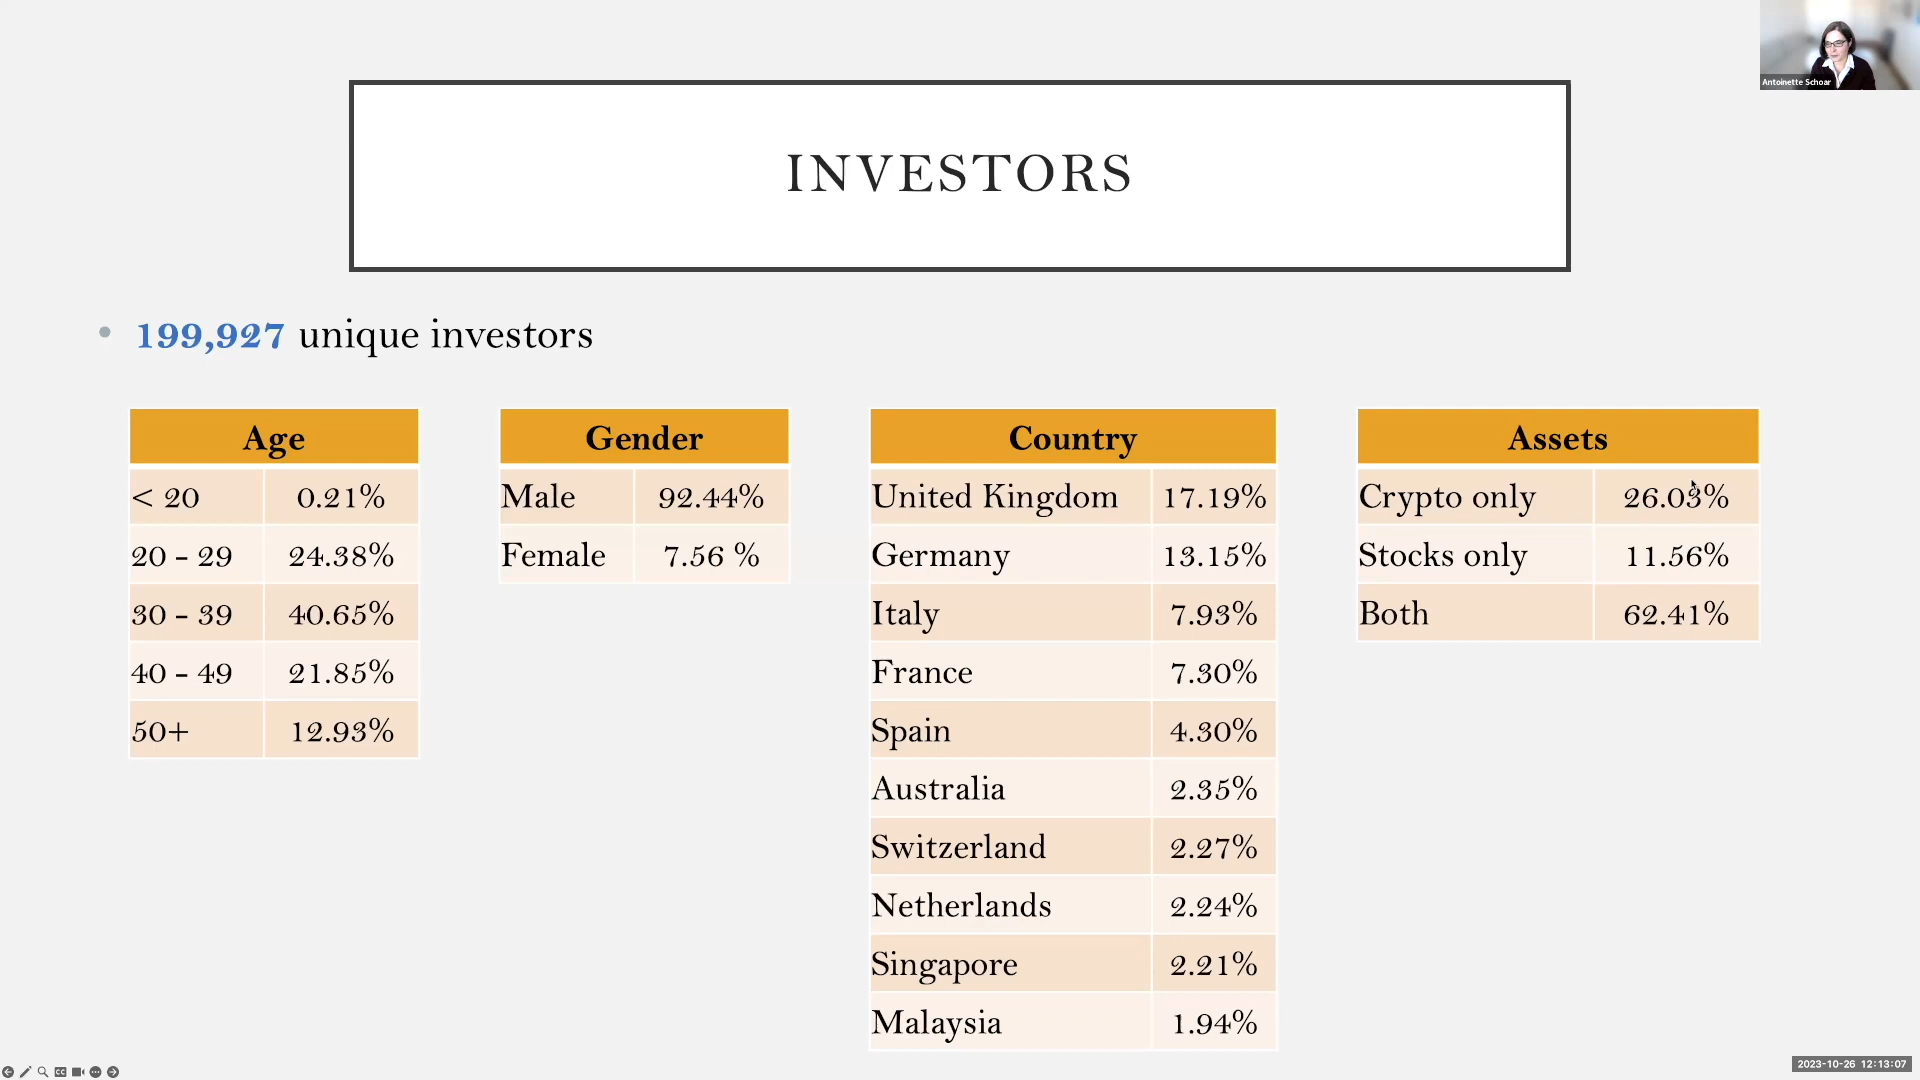 Antoinette Schoar
INVESTORS
• 199,927 unique investors
Age
< 20 0.21%
20 – 29 24.38%
30 – 39 40.65%
40 – 49 21.85%
50+ 12.93%
Gender
Male 92.44%
Female 7.56 %
Country
United Kingdom 17.19%
Germany 13.15%
Italy 7.93%
France 7.30%
Spain 4.30%
Australia 2.35%
Switzerland 2.27%
Netherlands 2.24%
Singapore 2.21%
Malaysia 1.94%
Assets
Crypto only 26.03%
Stocks only 11.56%
Both 62.41%
CC
2023-10-26 12:13:07